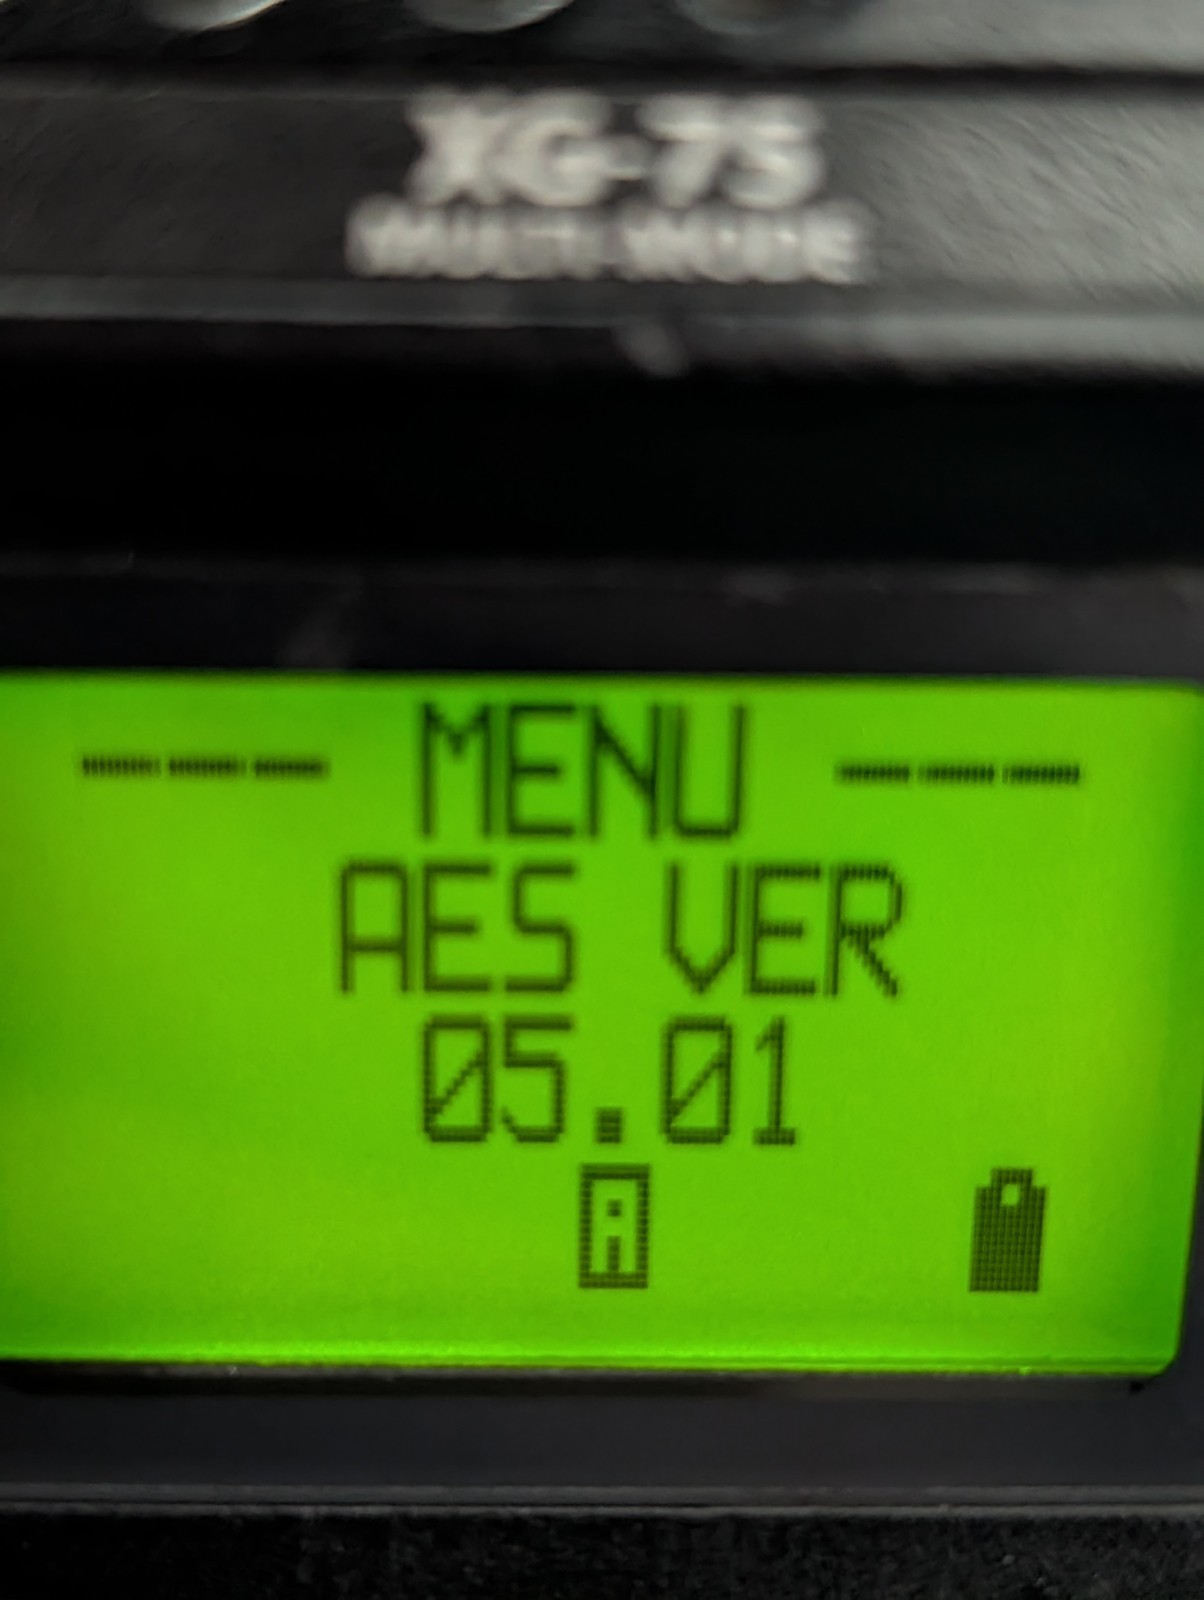 XG-75
MULTI-MODE
--- MENU ---
AES VER
05.01
A